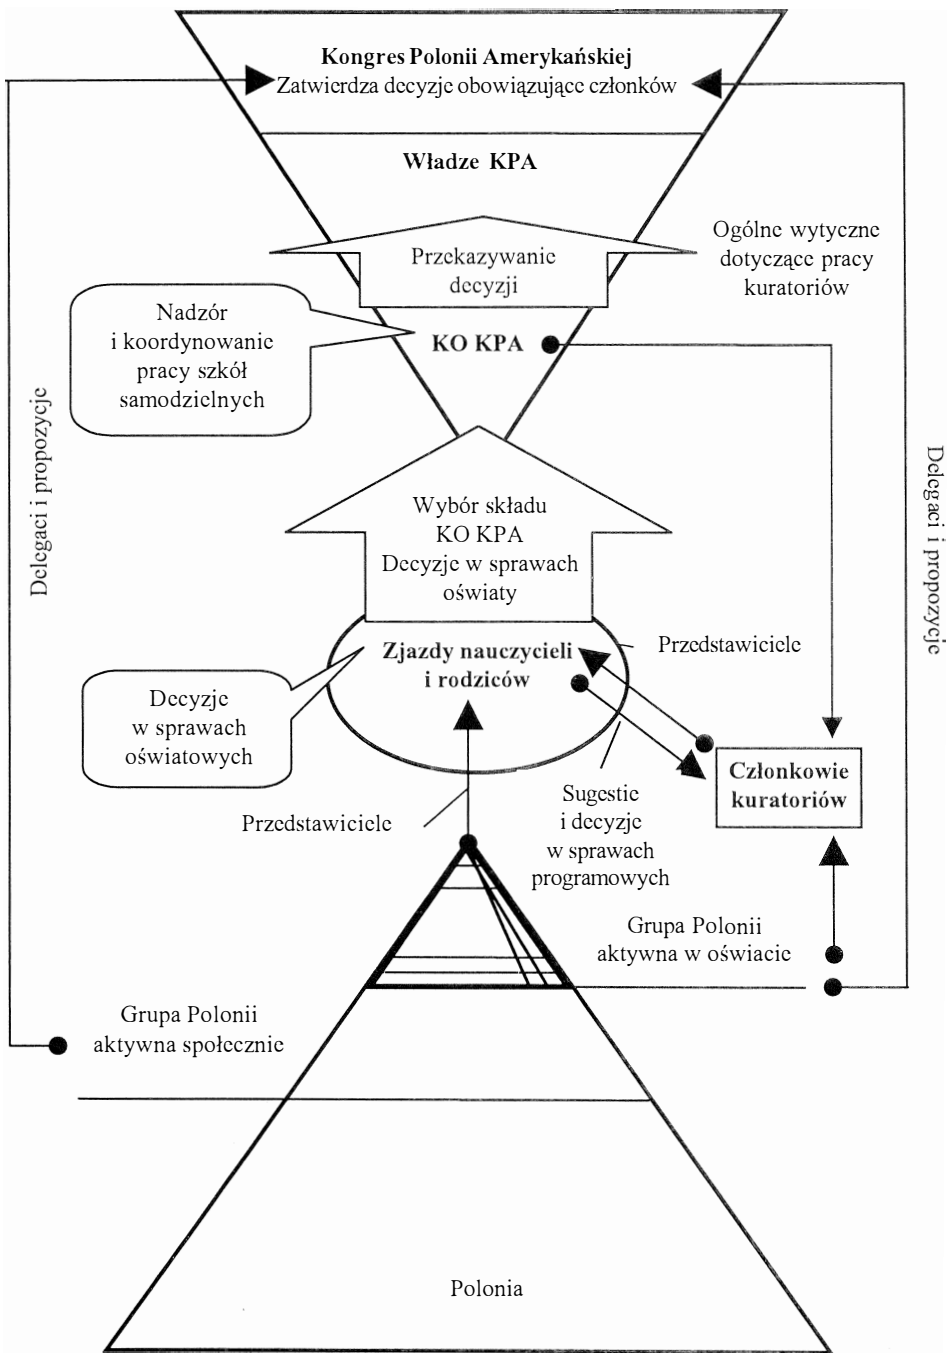 Kongres Polonii Amerykańskiej
Zatwierdza decyzje obowiązujące członków
Władze KPA
Przekazywanie
decyzji
Ogólne wytyczne
dotyczące pracy
kuratoriów
Nadzór
i koordynowanie
pracy szkół
samodzielnych
KO KPA
Delegaci i propozycje
Delegaci i propozycje
Wybór składu
KO KPA
Decyzje w sprawach
oświaty
Zjazdy nauczycieli
i rodziców
Przedstawiciele
Decyzje
w sprawach
oświatowych
Członkowie
kuratoriów
Sugestie
i decyzje
w sprawach
programowych
Przedstawiciele
Grupa Polonii
aktywna w oświacie
Grupa Polonii
aktywna społecznie
Polonia